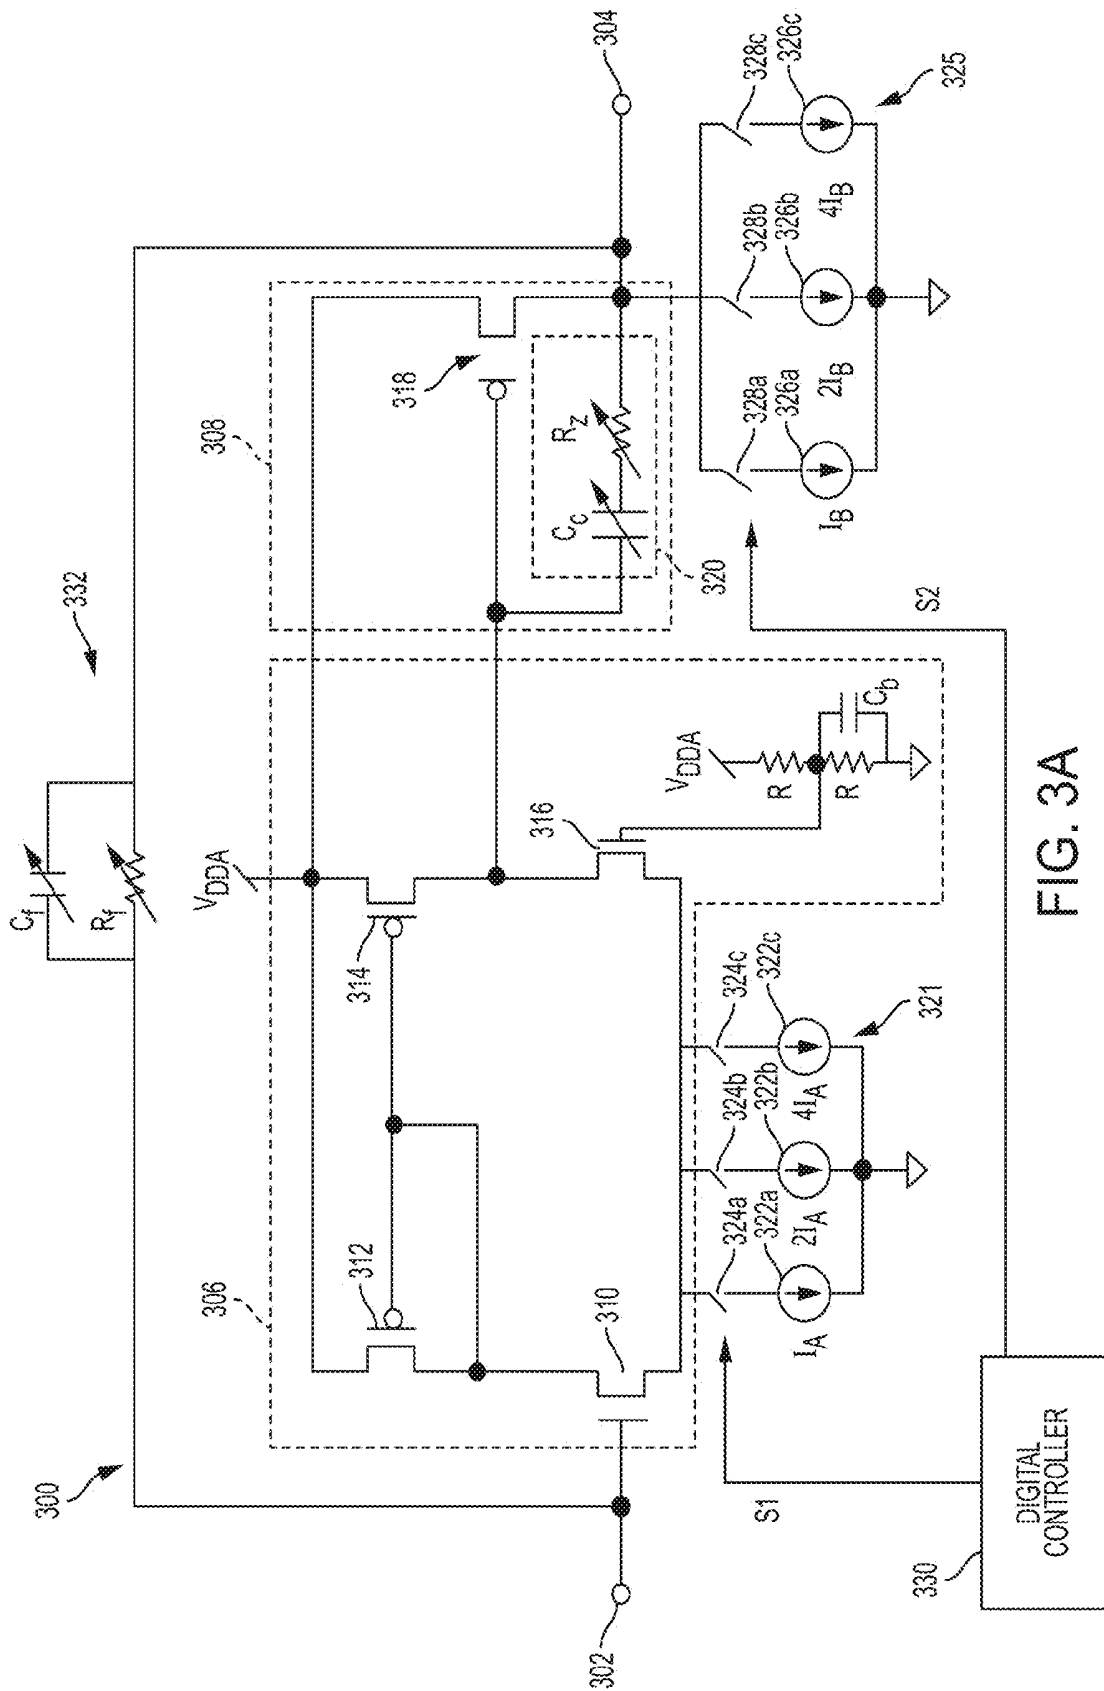 300
332
C_f
R_f
V_DDA
306
308
312
314
318
R_z
C_c
320
304
302
310
316
V_DDA
R
R
C_b
324a
324b
324c
322a
322b
322c
I_A
2I_A
4I_A
321
328a
328b
328c
326a
326b
326c
I_B
2I_B
4I_B
325
S1
S2
330
DIGITAL
CONTROLLER
FIG. 3A